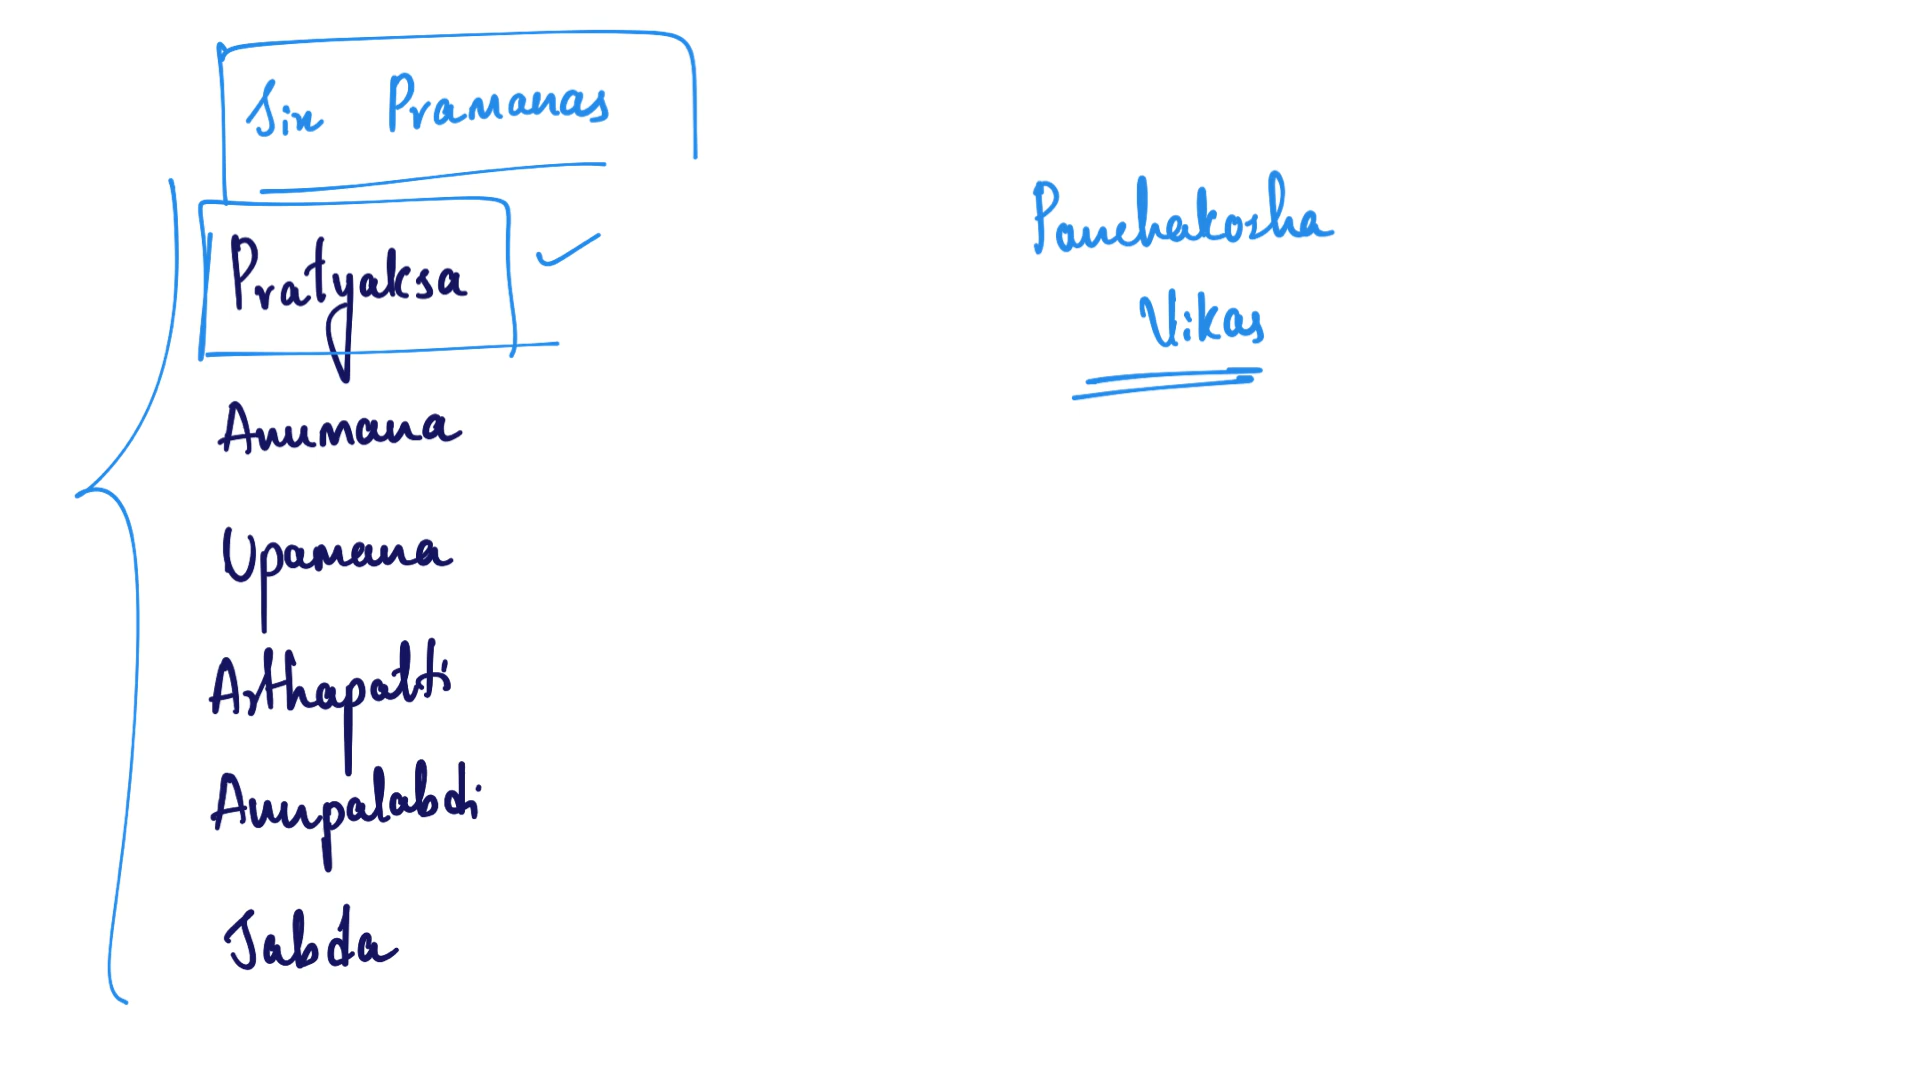 Six Pramanas
Pratyaksa
Anumana
Upamana
Arthapatti
Anupalabdi
Sabda
Panchakosha
Vikas